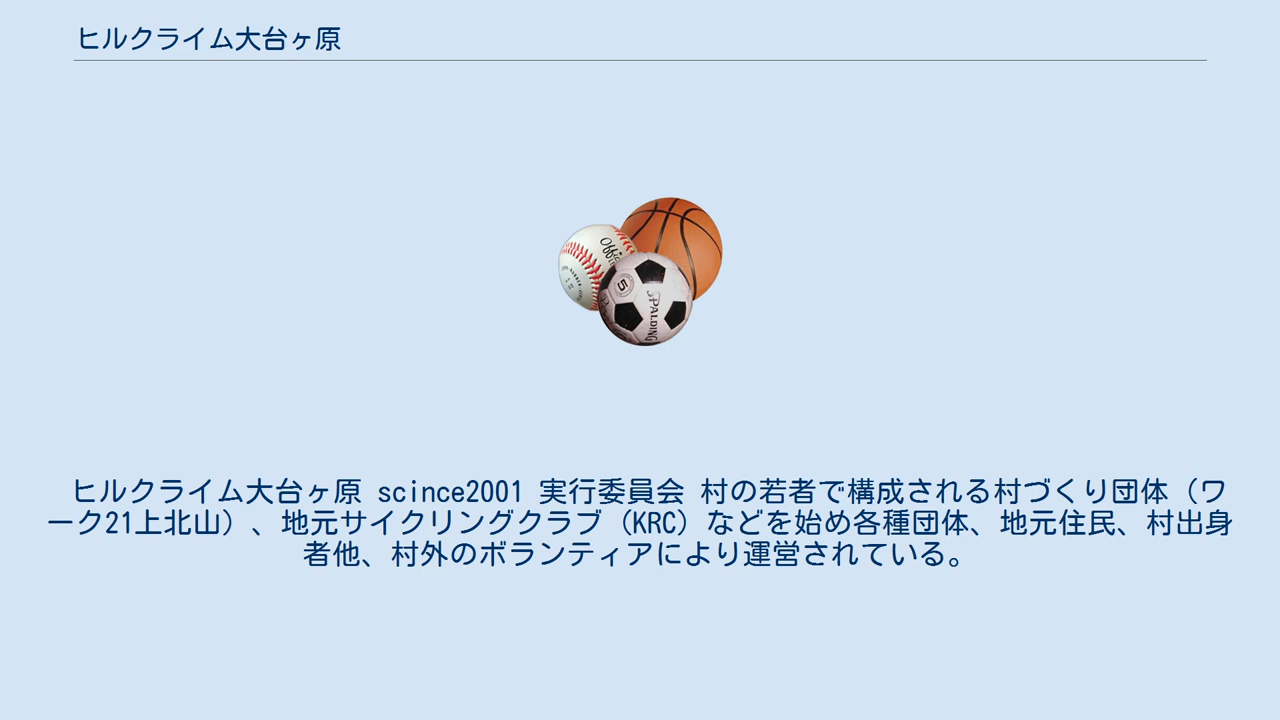 ヒルクライム大台ヶ原
5
SPALDING
ヒルクライム大台ヶ原 scince2001 実行委員会 村の若者で構成される村づくり団体（ワ
ーク21上北山）、地元サイクリングクラブ（KRC）などを始め各種団体、地元住民、村出身
者他、村外のボランティアにより運営されている。